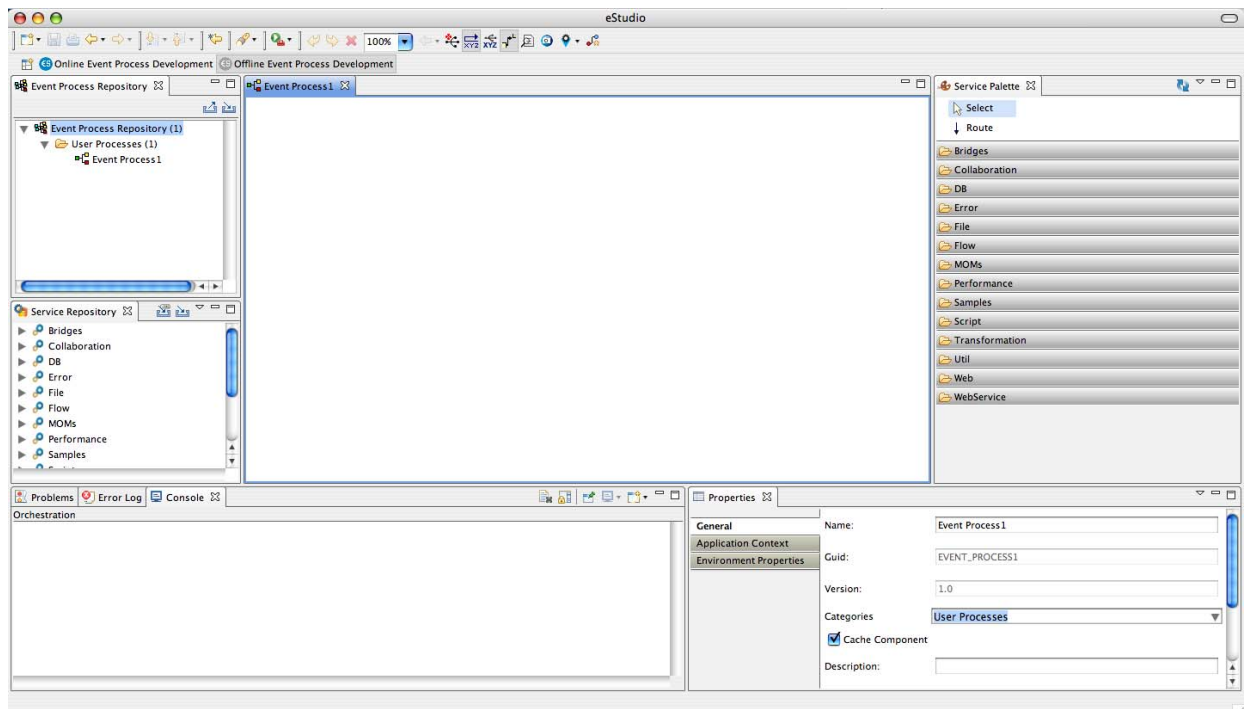 eStudio
100%
Online Event Process Development
Offline Event Process Development
Event Process Repository
Event Process Repository (1)
User Processes (1)
Event Process1
Service Repository
Bridges
Collaboration
DB
Error
File
Flow
MOMs
Performance
Samples
Event Process1
Service Palette
Select
Route
Bridges
Collaboration
DB
Error
File
Flow
MOMs
Performance
Samples
Script
Transformation
Util
Web
WebService
Problems
Error Log
Console
Orchestration
Properties
General
Application Context
Environment Properties
Name: Event Process1
Guid: EVENT_PROCESS1
Version: 1.0
Categories User Processes
Cache Component
Description: